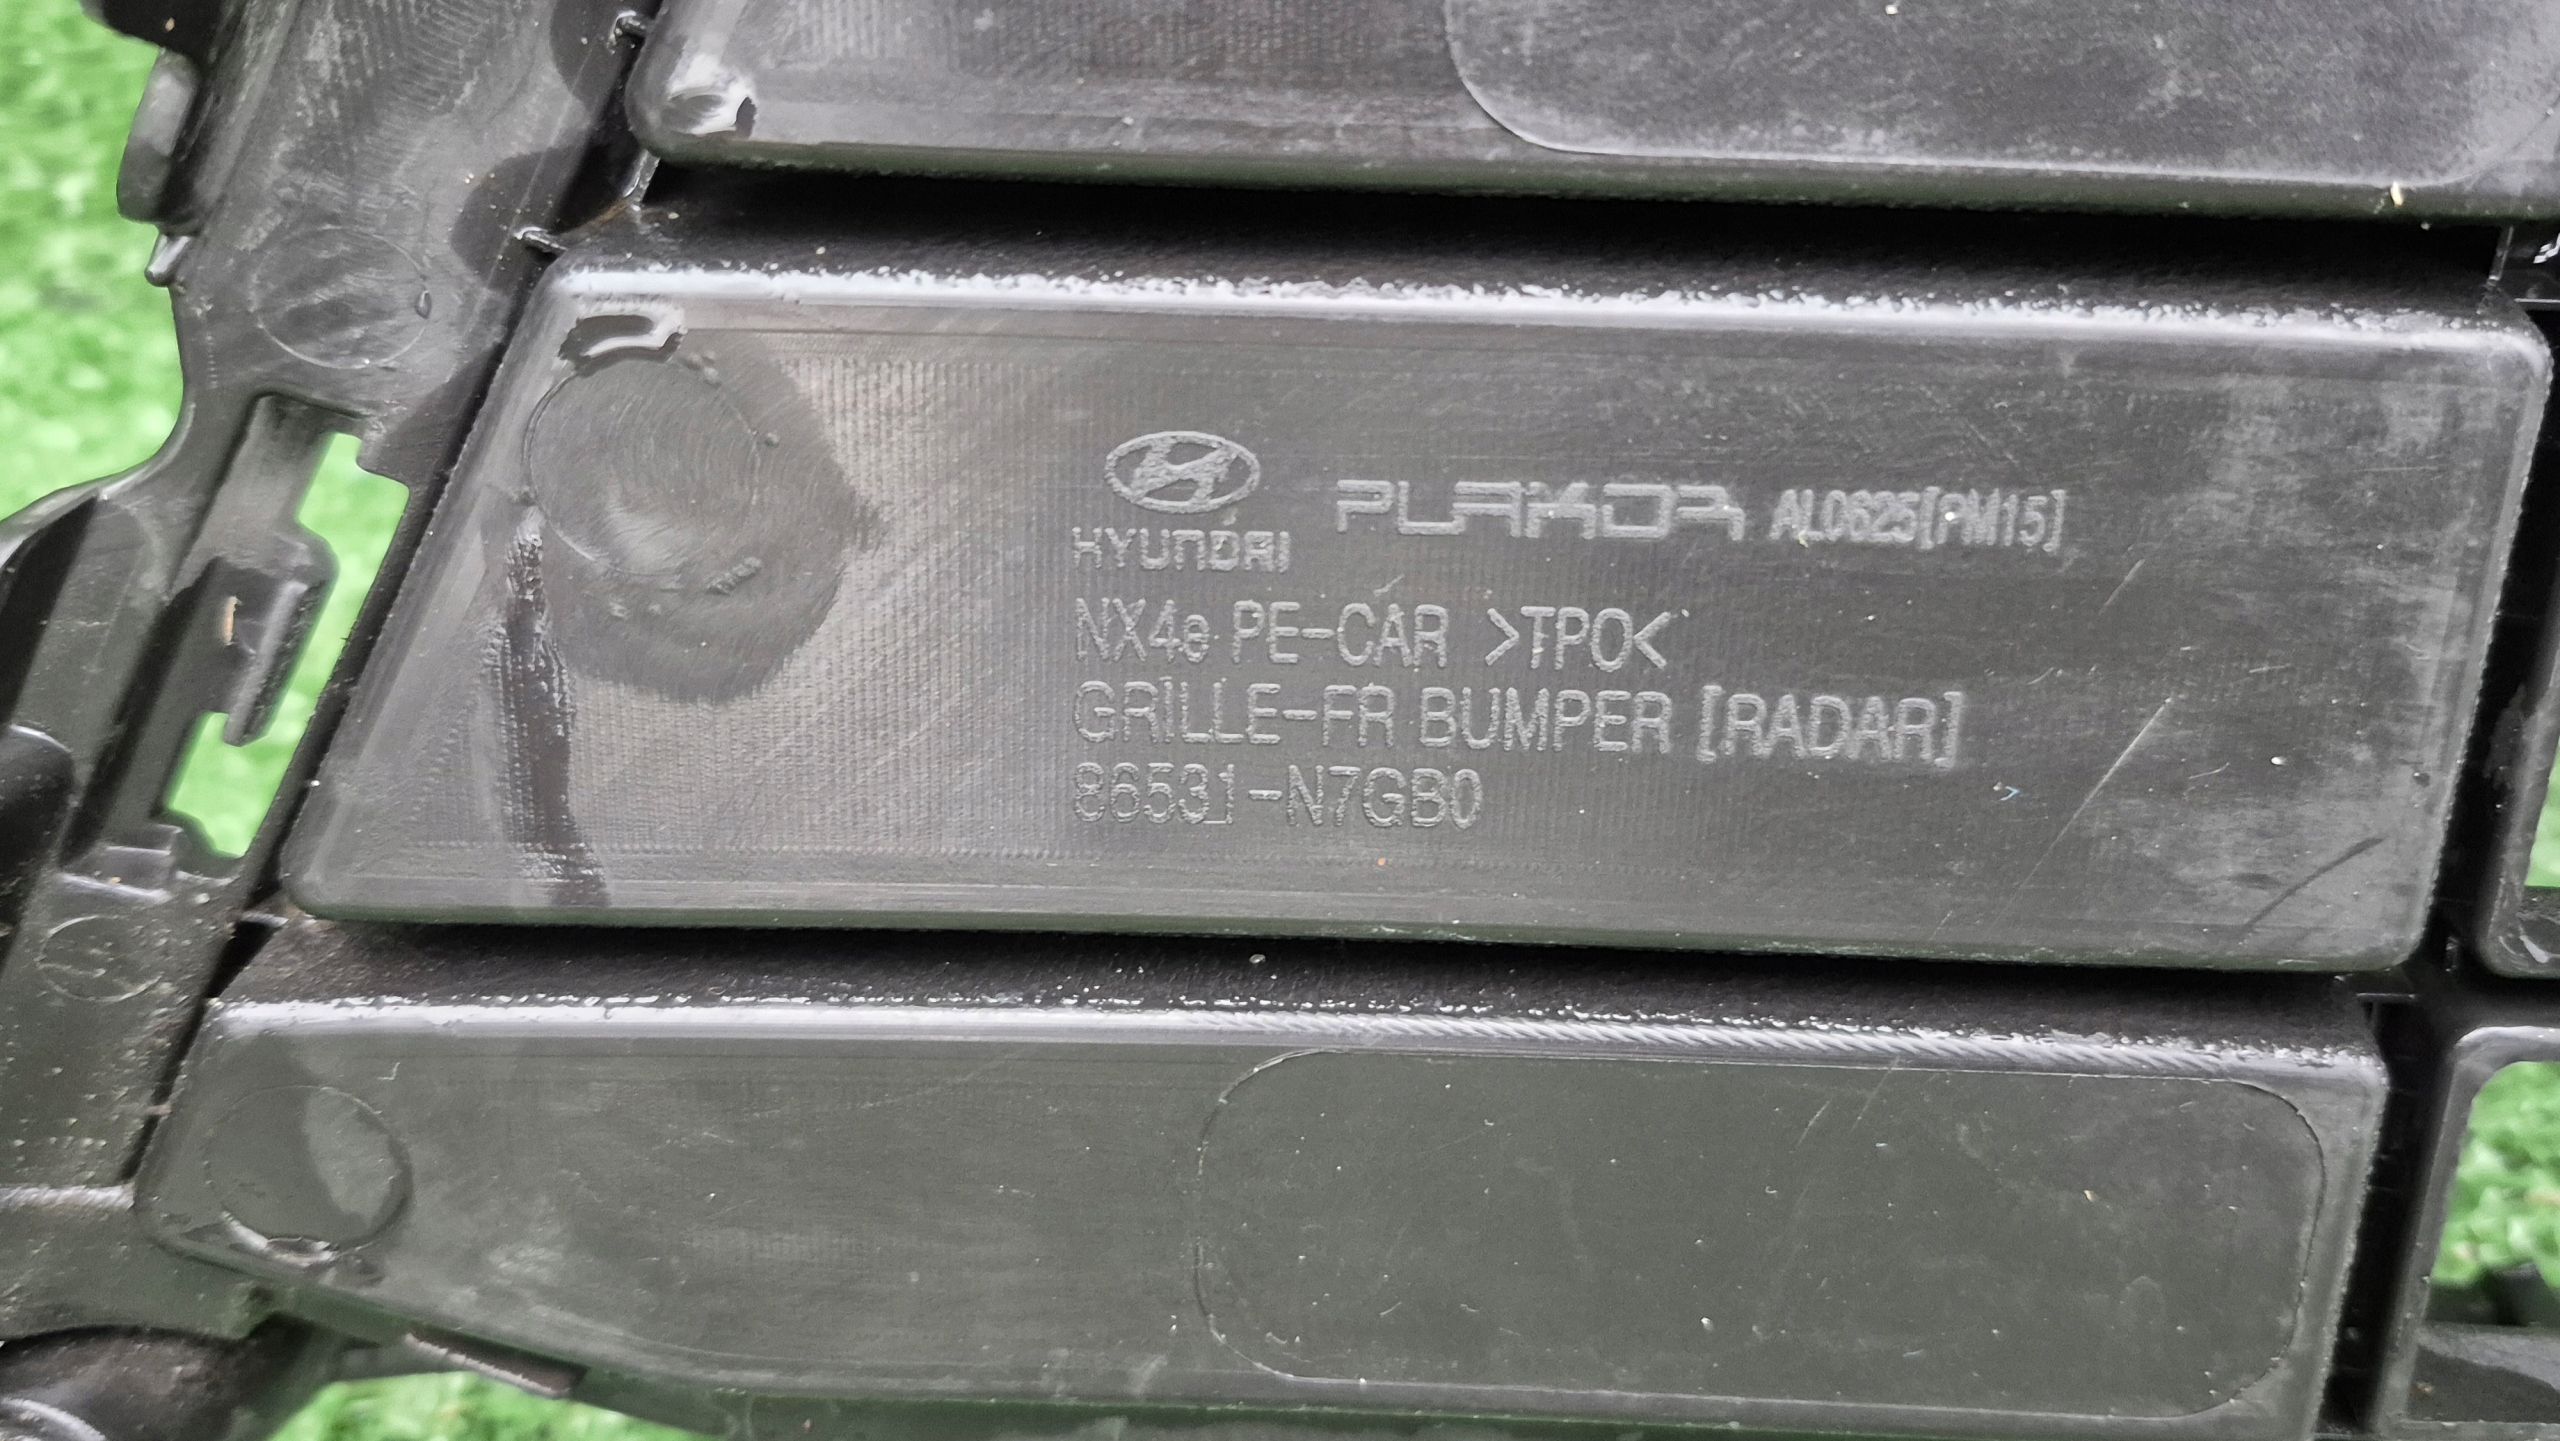 HYUNDAI PLAKOR AL0625[PM15]
NX4e PE-CAR >TPO<
GRILLE-FR BUMPER [RADAR]
86531-N7GB0